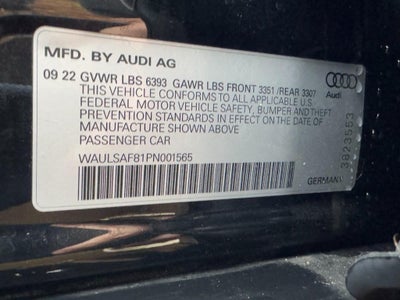 MFD. BY AUDI AG
09 22 GVWR LBS 6393 GAWR LBS FRONT 3351 /REAR 3307
THIS VEHICLE CONFORMS TO ALL APPLICABLE U.S.
FEDERAL MOTOR VEHICLE SAFETY, BUMPER AND THEFT
PREVENTION STANDARDS IN EFFECT ON THE DATE OF
MANUFACTURE SHOWN ABOVE
PASSENGER CAR
WAULSAF81PN001565
GERMANY
3823553